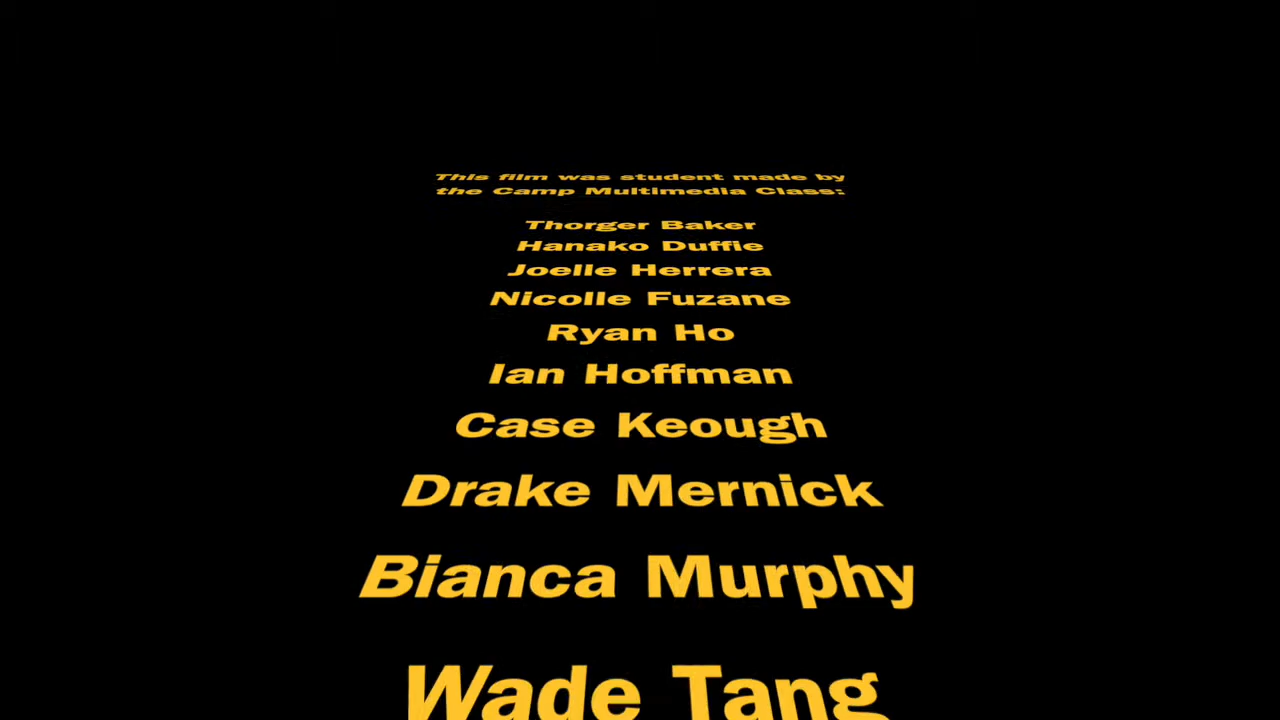 This film was student made by
the Camp Multimedia Class:
Thorger Baker
Hanako Duffie
Joelle Herrera
Nicolle Fuzane
Ryan Ho
Ian Hoffman
Case Keough
Drake Mernick
Bianca Murphy
Wade Tang